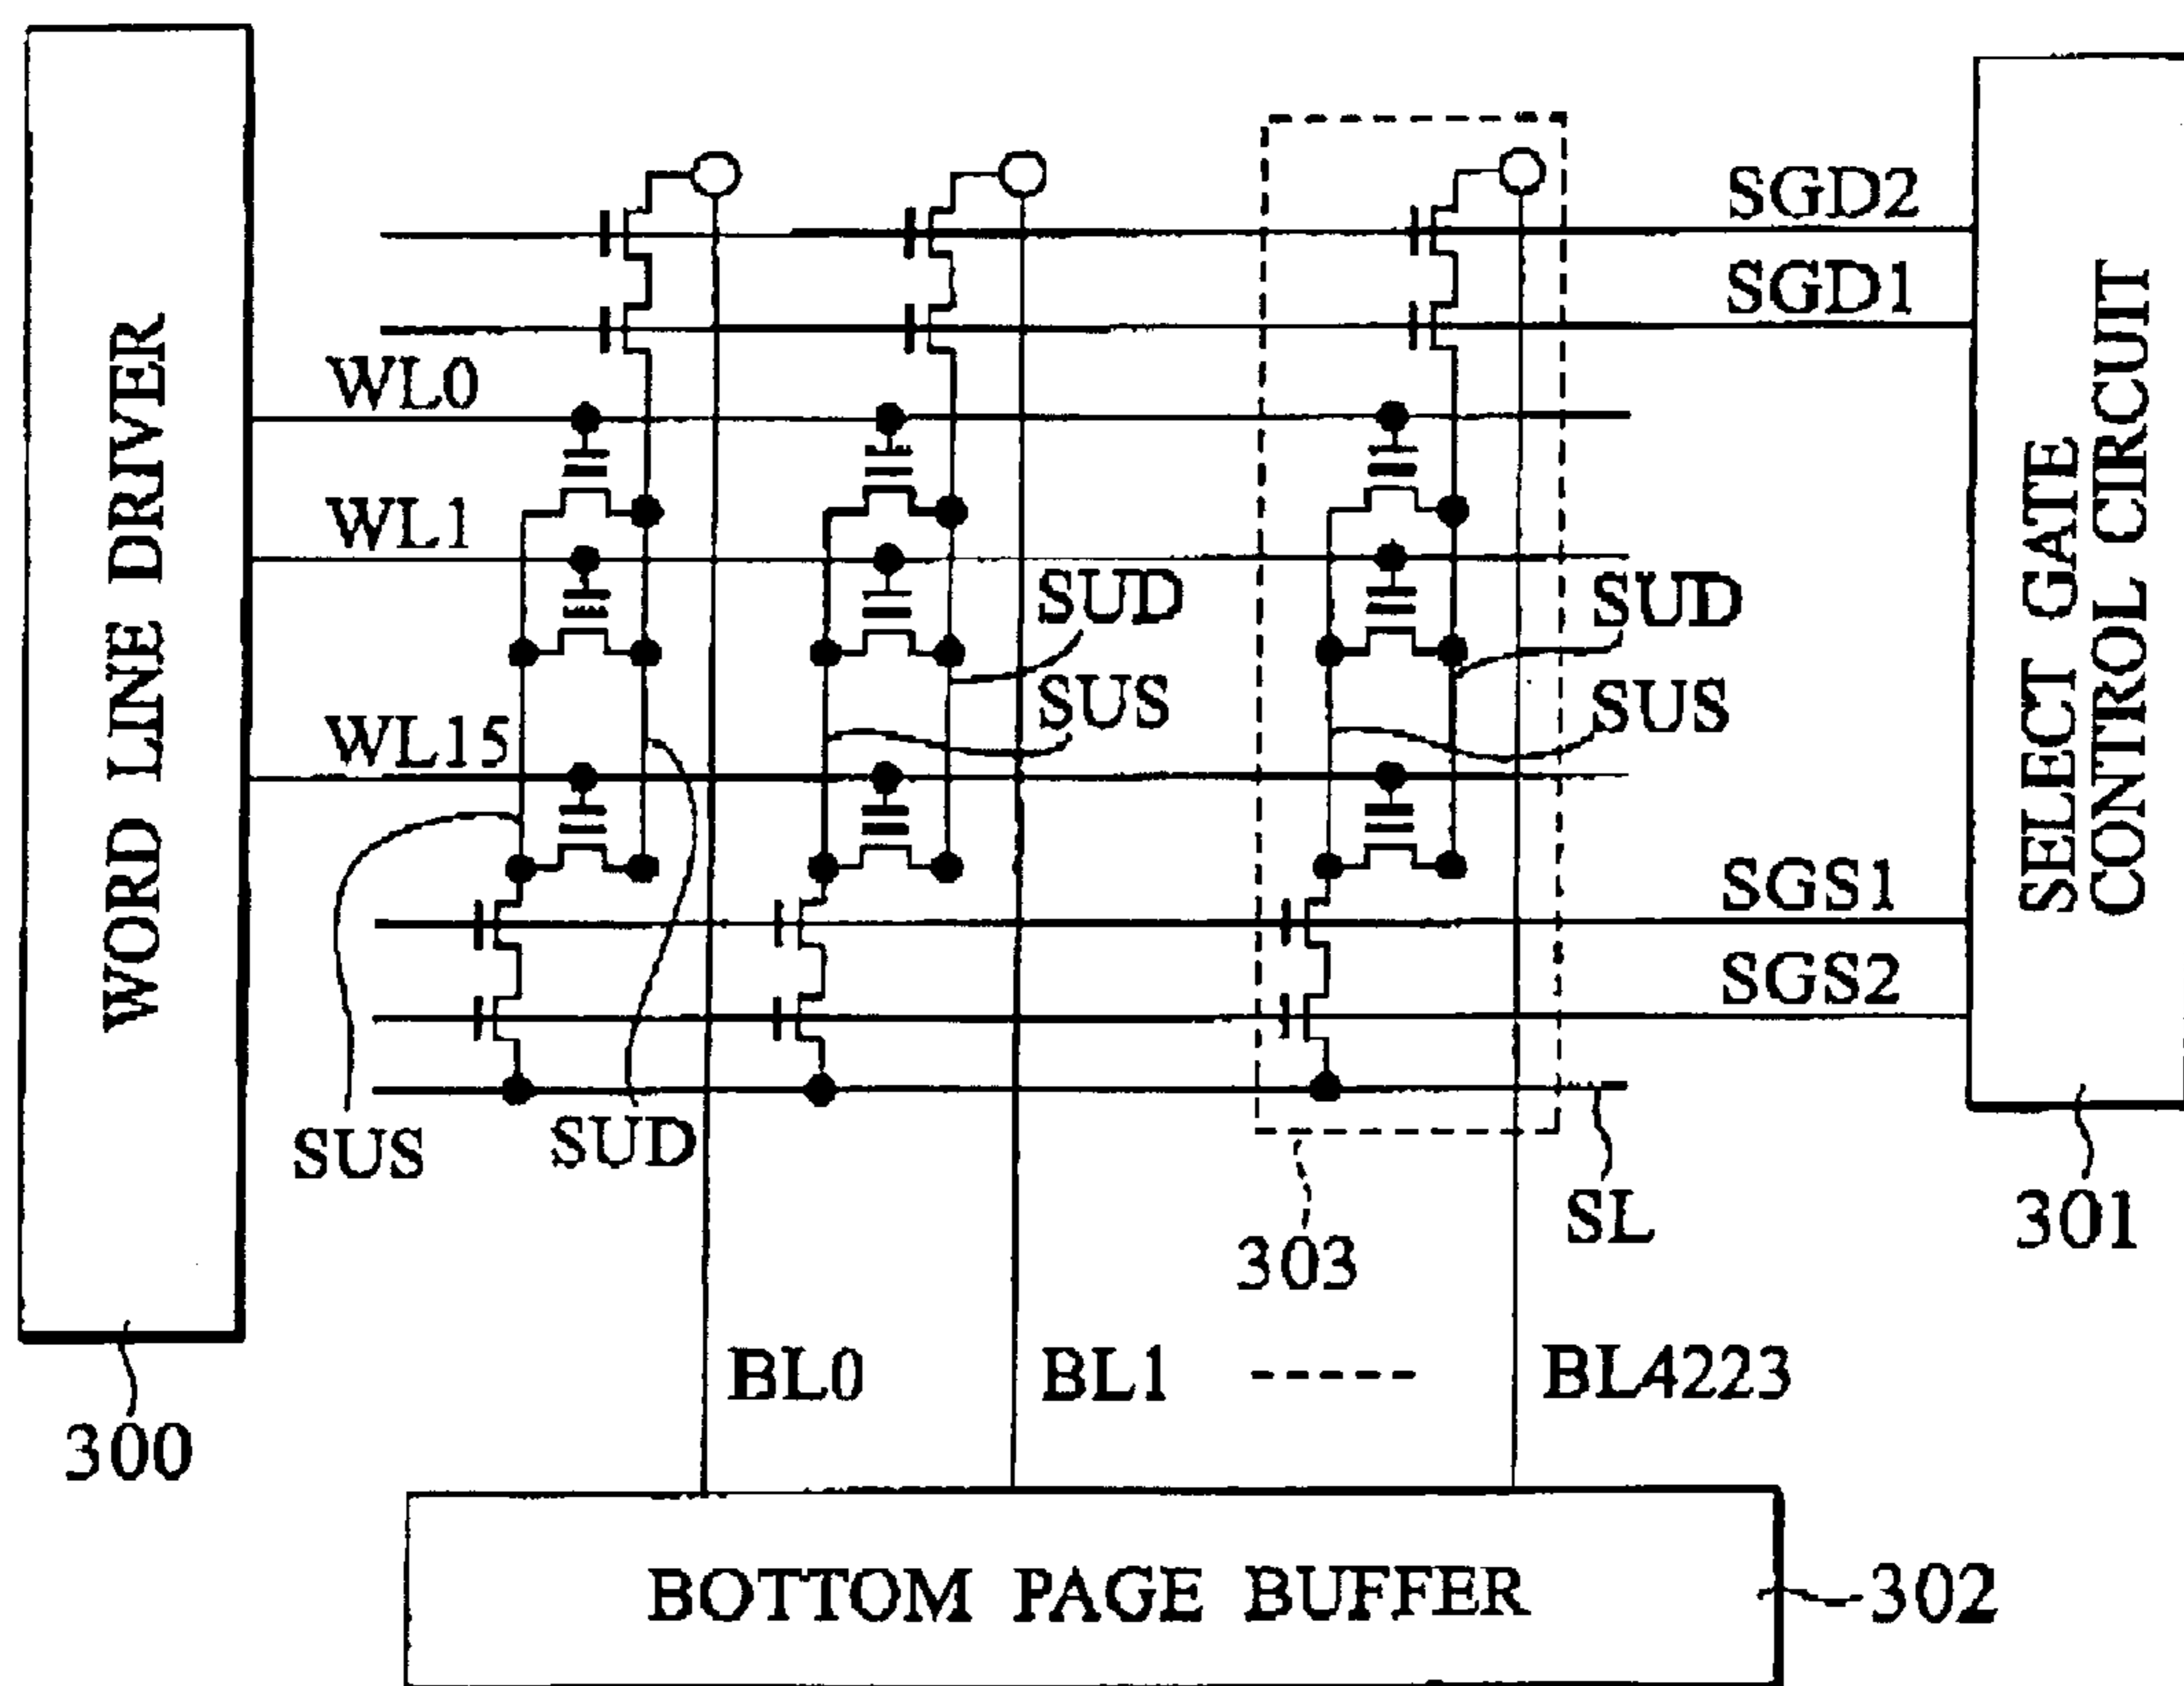 WORD LINE DRIVER
SGD2
SGD1
WL0
WL1
SUD
SUD
SUS
SUS
WL15
SELECT GATE
CONTROL CIRCUIT
SGS1
SGS2
SUS
SUD
SL
301
303
BL0
BL1
-----
BL4223
300
BOTTOM PAGE BUFFER
302